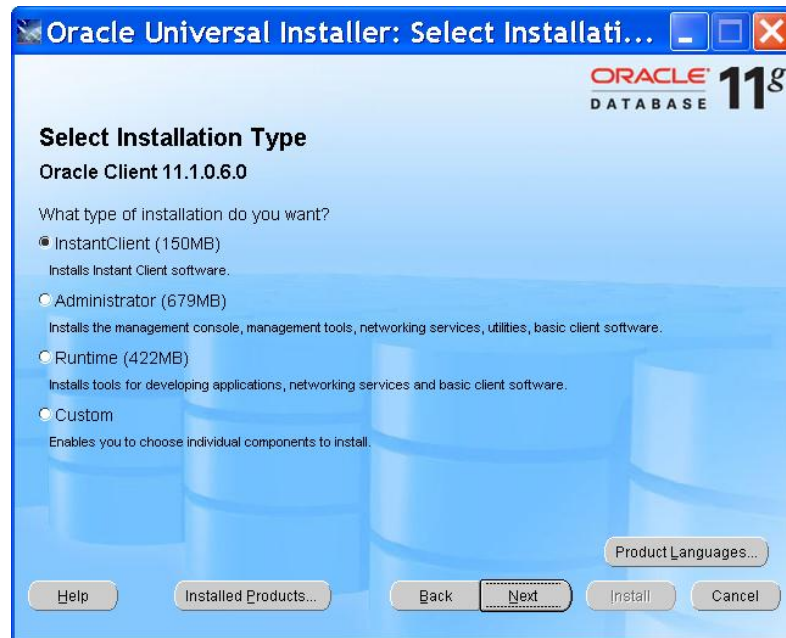 Oracle Universal Installer: Select Installati...
ORACLE
DATABASE 11g
Select Installation Type
Oracle Client 11.1.0.6.0
What type of installation do you want?
InstantClient (150MB)
Installs Instant Client software.
Administrator (679MB)
Installs the management console, management tools, networking services, utilities, basic client software.
Runtime (422MB)
Installs tools for developing applications, networking services and basic client software.
Custom
Enables you to choose individual components to install.
Product Languages...
Help Installed Products... Back Next Install Cancel